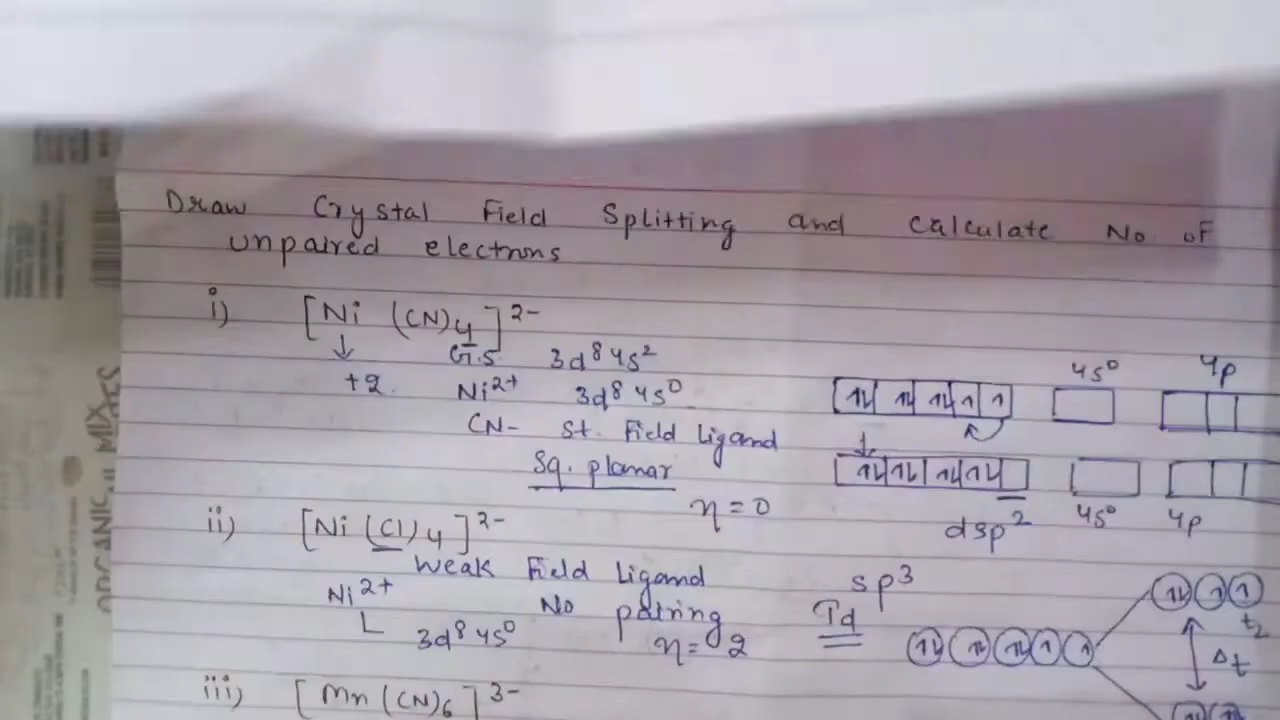 Draw Crystal Field Splitting and Calculate No. of
unpaired electrons
i) [Ni (CN)4]2-
↓ G.S. 3d8 4s2
+2. Ni2+ 3d8 4s0
4s0 4p
CN- St. Field Ligand
Sq. planar
η = 0
4s0 4p
dsp2
ii) [Ni (Cl)4]2-
Weak Field Ligand
sp3
Ni2+ No pairing Td
3d8 4s0 η = 2
t2
Δt
iii) [Mn (CN)6]3-
ORGANIC MIX